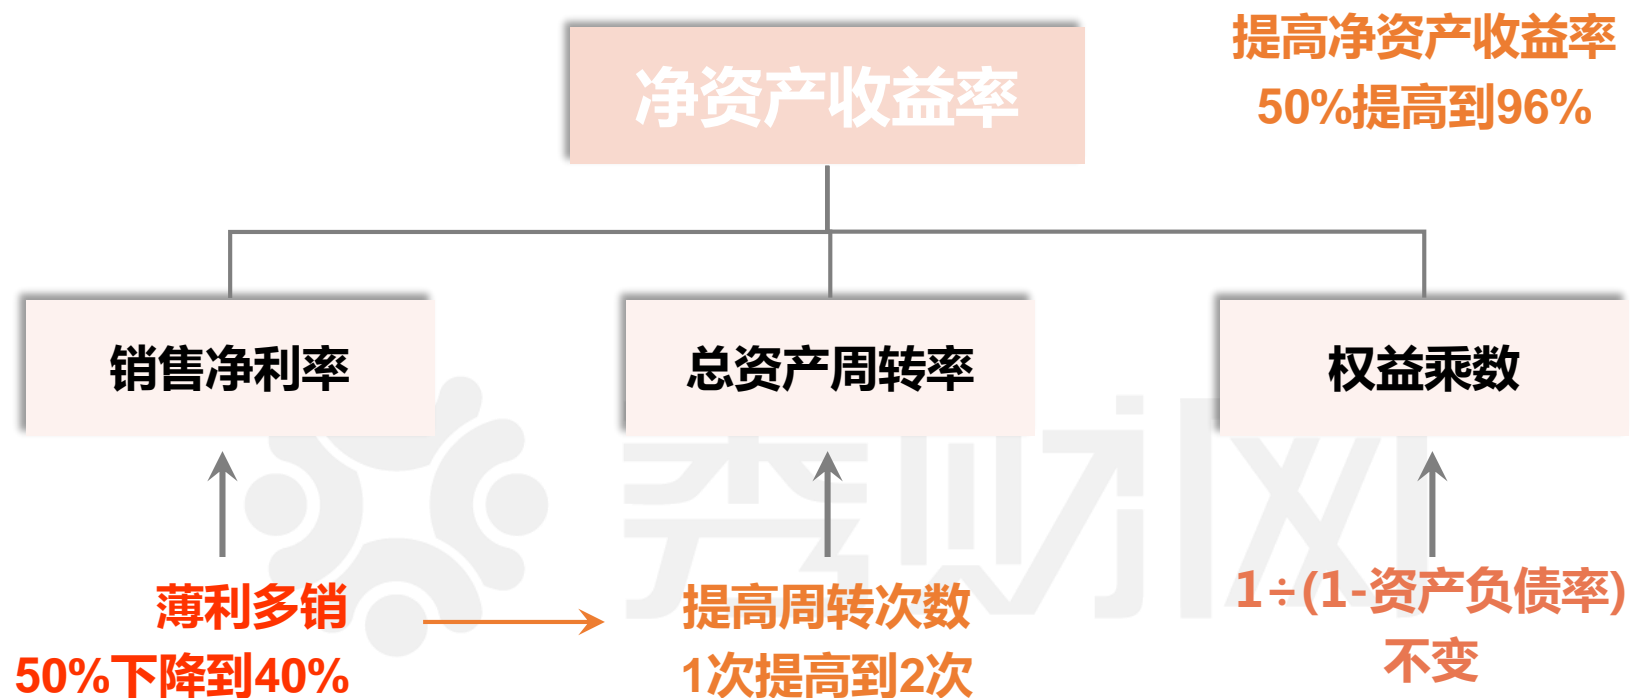 净资产收益率
提高净资产收益率
50%提高到96%
销售净利率
总资产周转率
权益乘数
秀财网
薄利多销
50%下降到40%
提高周转次数
1次提高到2次
1÷(1-资产负债率)
不变